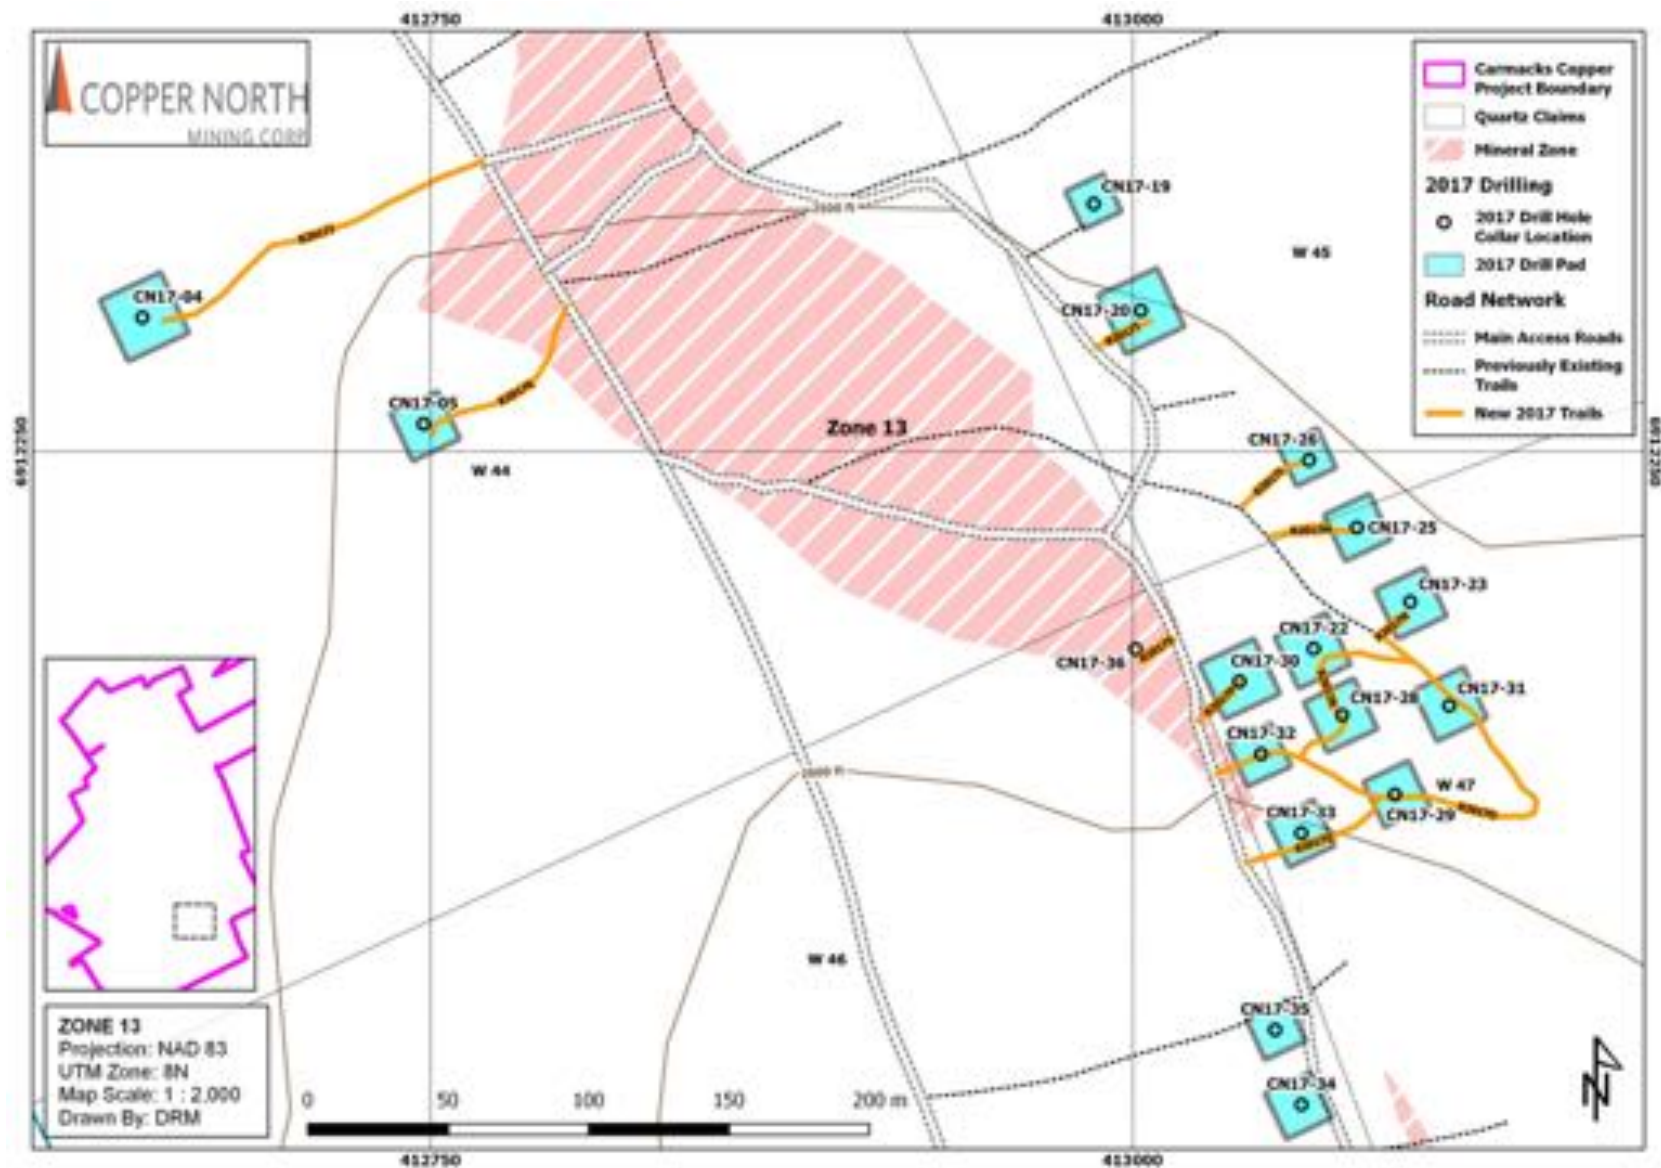 412750
413000
COPPER NORTH
MINING CORP
Carmacks Copper
Project Boundary
Quartz Claims
Mineral Zone
2017 Drilling
2017 Drill Hole
Collar Location
2017 Drill Pad
Road Network
Main Access Roads
Previously Existing
Trails
New 2017 Trails
CN17-19
W 45
CN17-04
CN17-20
CN17-05
Zone 13
CN17-26
6912250
6912250
W 44
CN17-25
CN17-23
CN17-22
CN17-36
CN17-30
CN17-31
CN17-28
CN17-32
W 47
CN17-29
CN17-33
W 46
CN17-35
CN17-34
ZONE 13
Projection: NAD 83
UTM Zone: 8N
Map Scale: 1 : 2,000
Drawn By: DRM
0 50 100 150 200 m
N
412750
413000